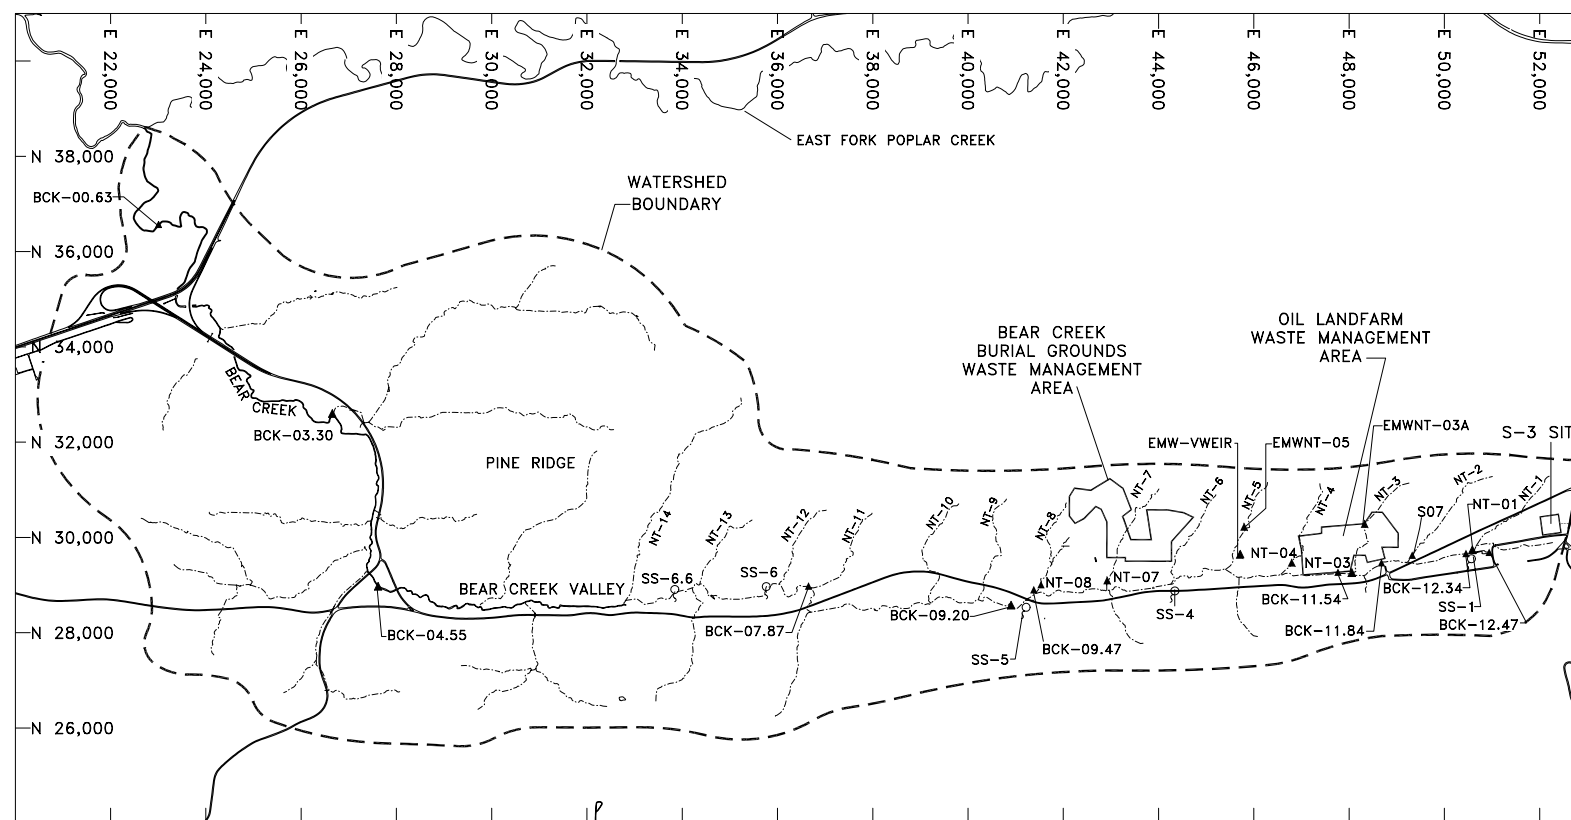 E 22,000
E 24,000
E 26,000
E 28,000
E 30,000
E 32,000
E 34,000
E 36,000
E 38,000
E 40,000
E 42,000
E 44,000
E 46,000
E 48,000
E 50,000
E 52,000
EAST FORK POPLAR CREEK
N 38,000
WATERSHED
BOUNDARY
BCK-00.63
N 36,000
N 34,000
BEAR CREEK
BURIAL GROUNDS
WASTE MANAGEMENT
AREA
OIL LANDFARM
WASTE MANAGEMENT
AREA
BEAR CREEK
BCK-03.30
N 32,000
PINE RIDGE
EMW-VWEIR
EMWNT-05
EMWNT-03A
S-3 SIT
NT-14
NT-13
NT-12
NT-11
NT-10
NT-9
NT-8
NT-7
NT-6
NT-5
NT-4
NT-3
NT-2
NT-1
NT-01
S07
N 30,000
NT-04
NT-03
SS-6.6
SS-6
NT-08
NT-07
BEAR CREEK VALLEY
SS-4
BCK-11.54
BCK-12.34
SS-1
BCK-09.20
BCK-12.47
N 28,000
BCK-04.55
BCK-07.87
BCK-11.84
BCK-09.47
SS-5
N 26,000